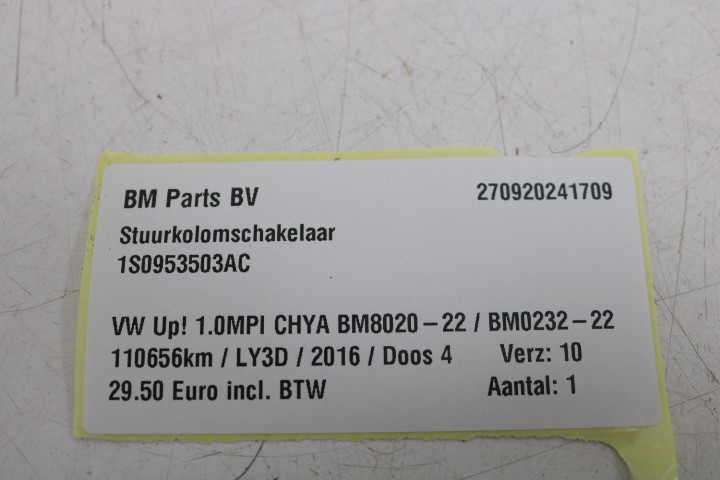 BM Parts BV 270920241709
Stuurkolomschakelaar
1S0953503AC
VW Up! 1.0MPI CHYA BM8020-22 / BM0232-22
110656km / LY3D / 2016 / Doos 4 Verz: 10
29.50 Euro incl. BTW Aantal: 1